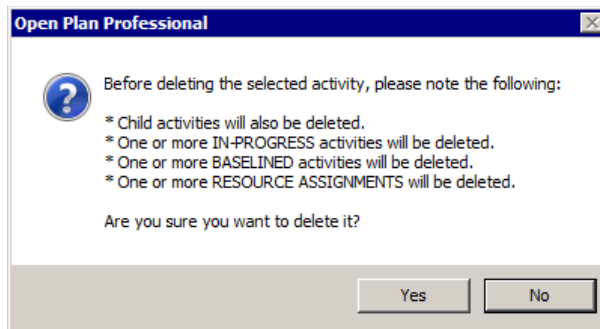 Open Plan Professional
Before deleting the selected activity, please note the following:
* Child activities will also be deleted.
* One or more IN-PROGRESS activities will be deleted.
* One or more BASELINED activities will be deleted.
* One or more RESOURCE ASSIGNMENTS will be deleted.
Are you sure you want to delete it?
Yes
No